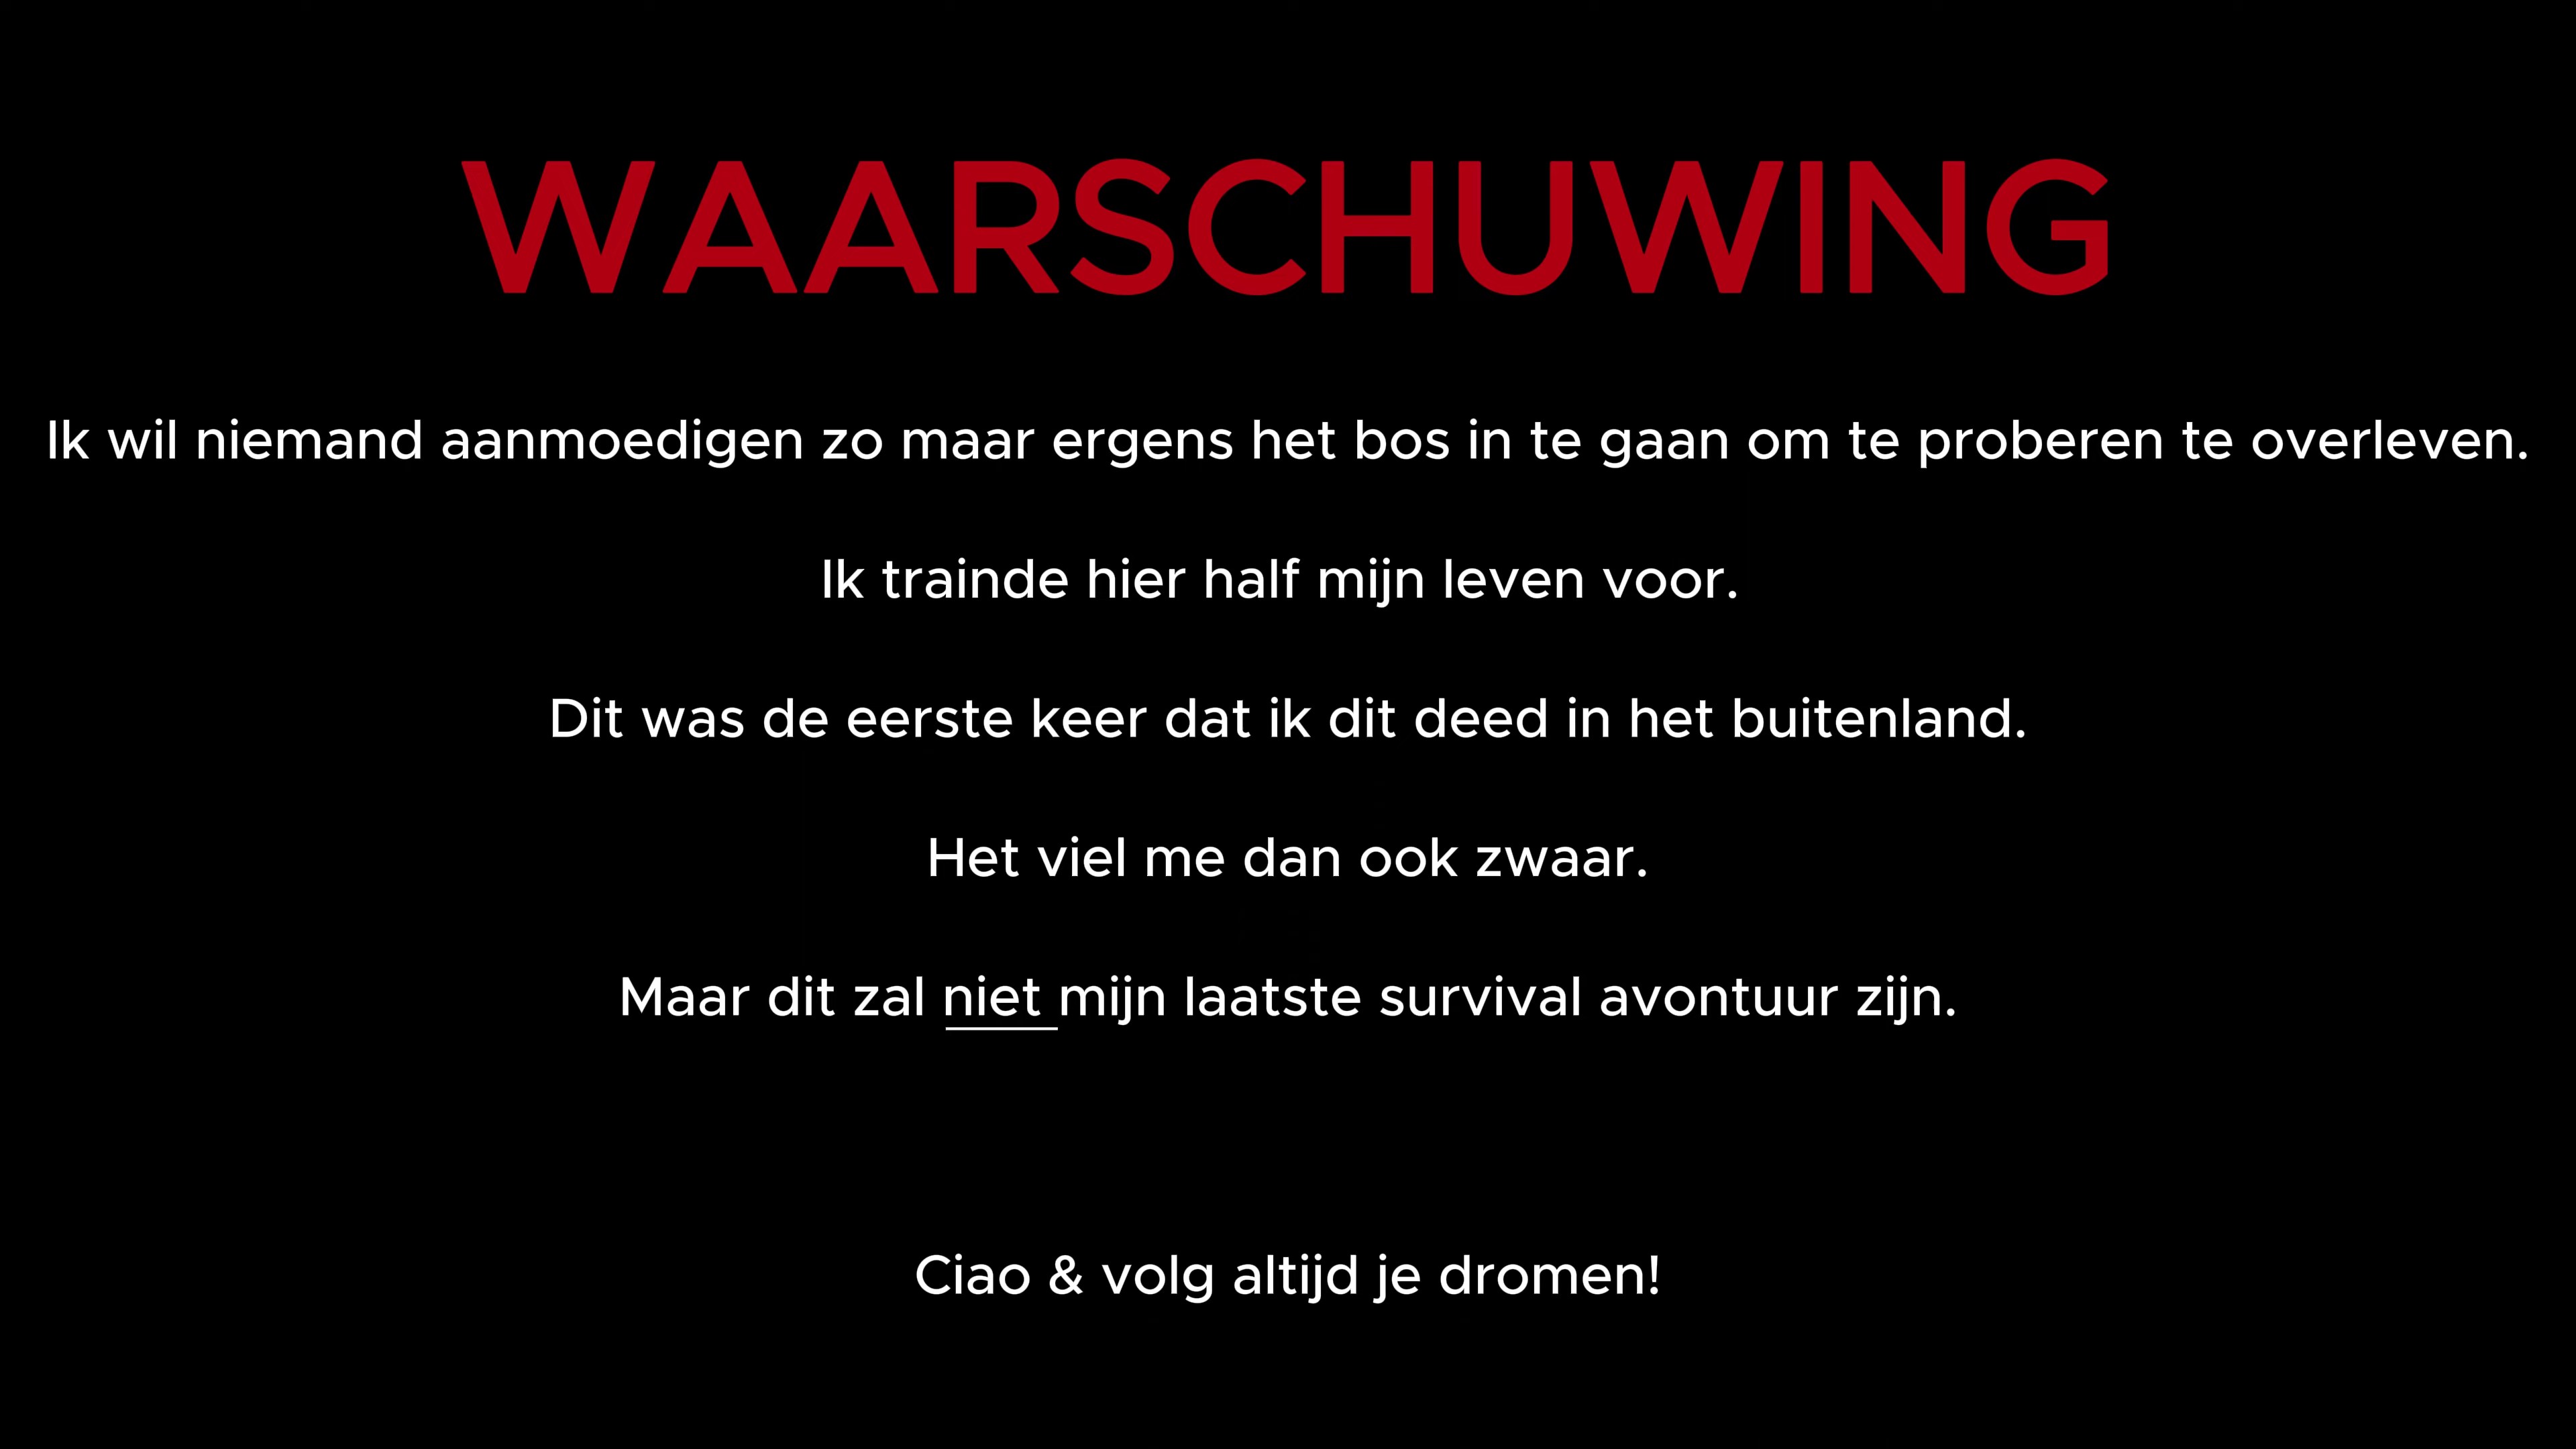 WAARSCHUWING
Ik wil niemand aanmoedigen zo maar ergens het bos in te gaan om te proberen te overleven.
Ik trainde hier half mijn leven voor.
Dit was de eerste keer dat ik dit deed in het buitenland.
Het viel me dan ook zwaar.
Maar dit zal niet mijn laatste survival avontuur zijn.
Ciao & volg altijd je dromen!